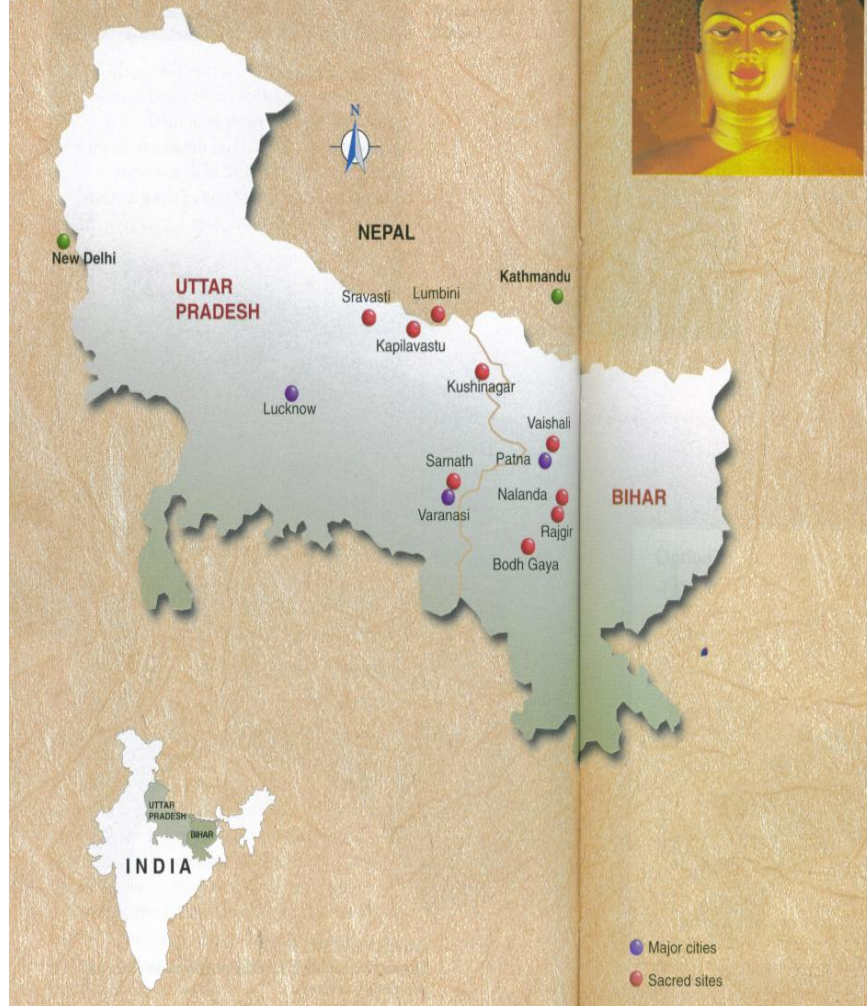 N
NEPAL
New Delhi
Kathmandu
UTTAR
PRADESH
Sravasti
Lumbini
Kapilavastu
Kushinagar
Lucknow
Vaishali
Sarnath
Patna
Varanasi
Nalanda
BIHAR
Rajgir
Bodh Gaya
UTTAR
PRADESH
BIHAR
INDIA
Major cities
Sacred sites